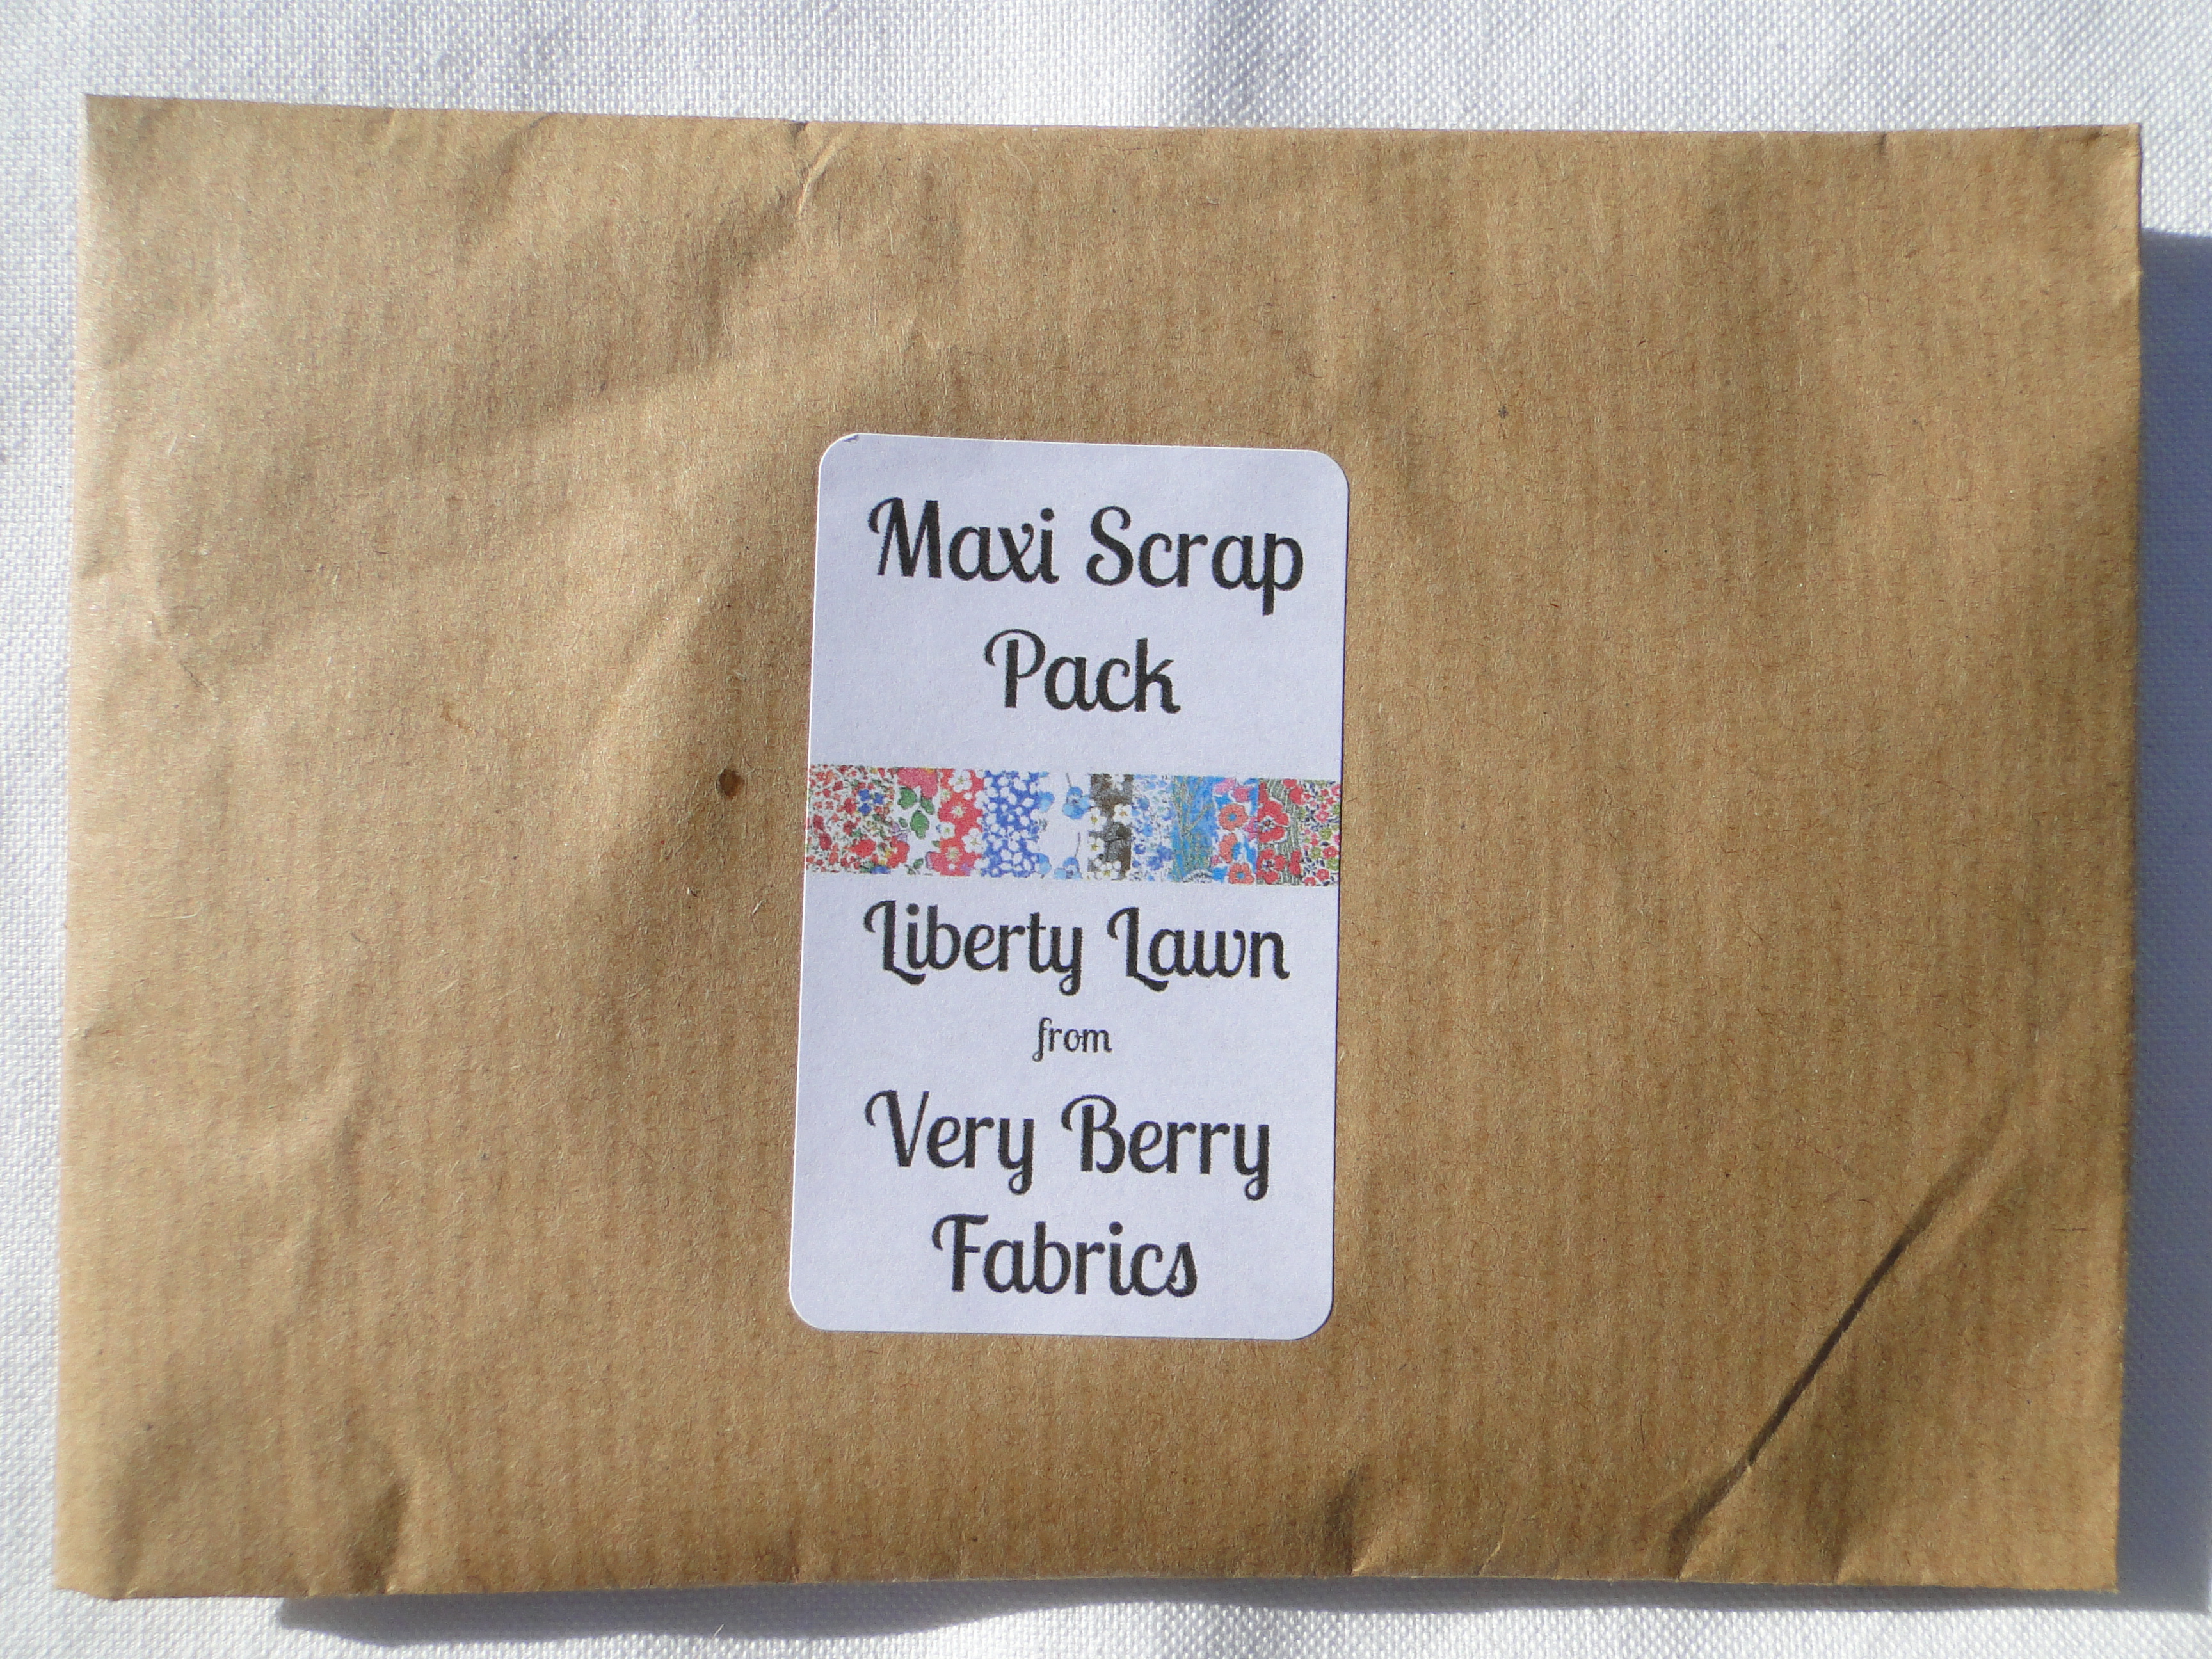 Maxi Scrap
Pack
Liberty Lawn
from
Very Berry
Fabrics